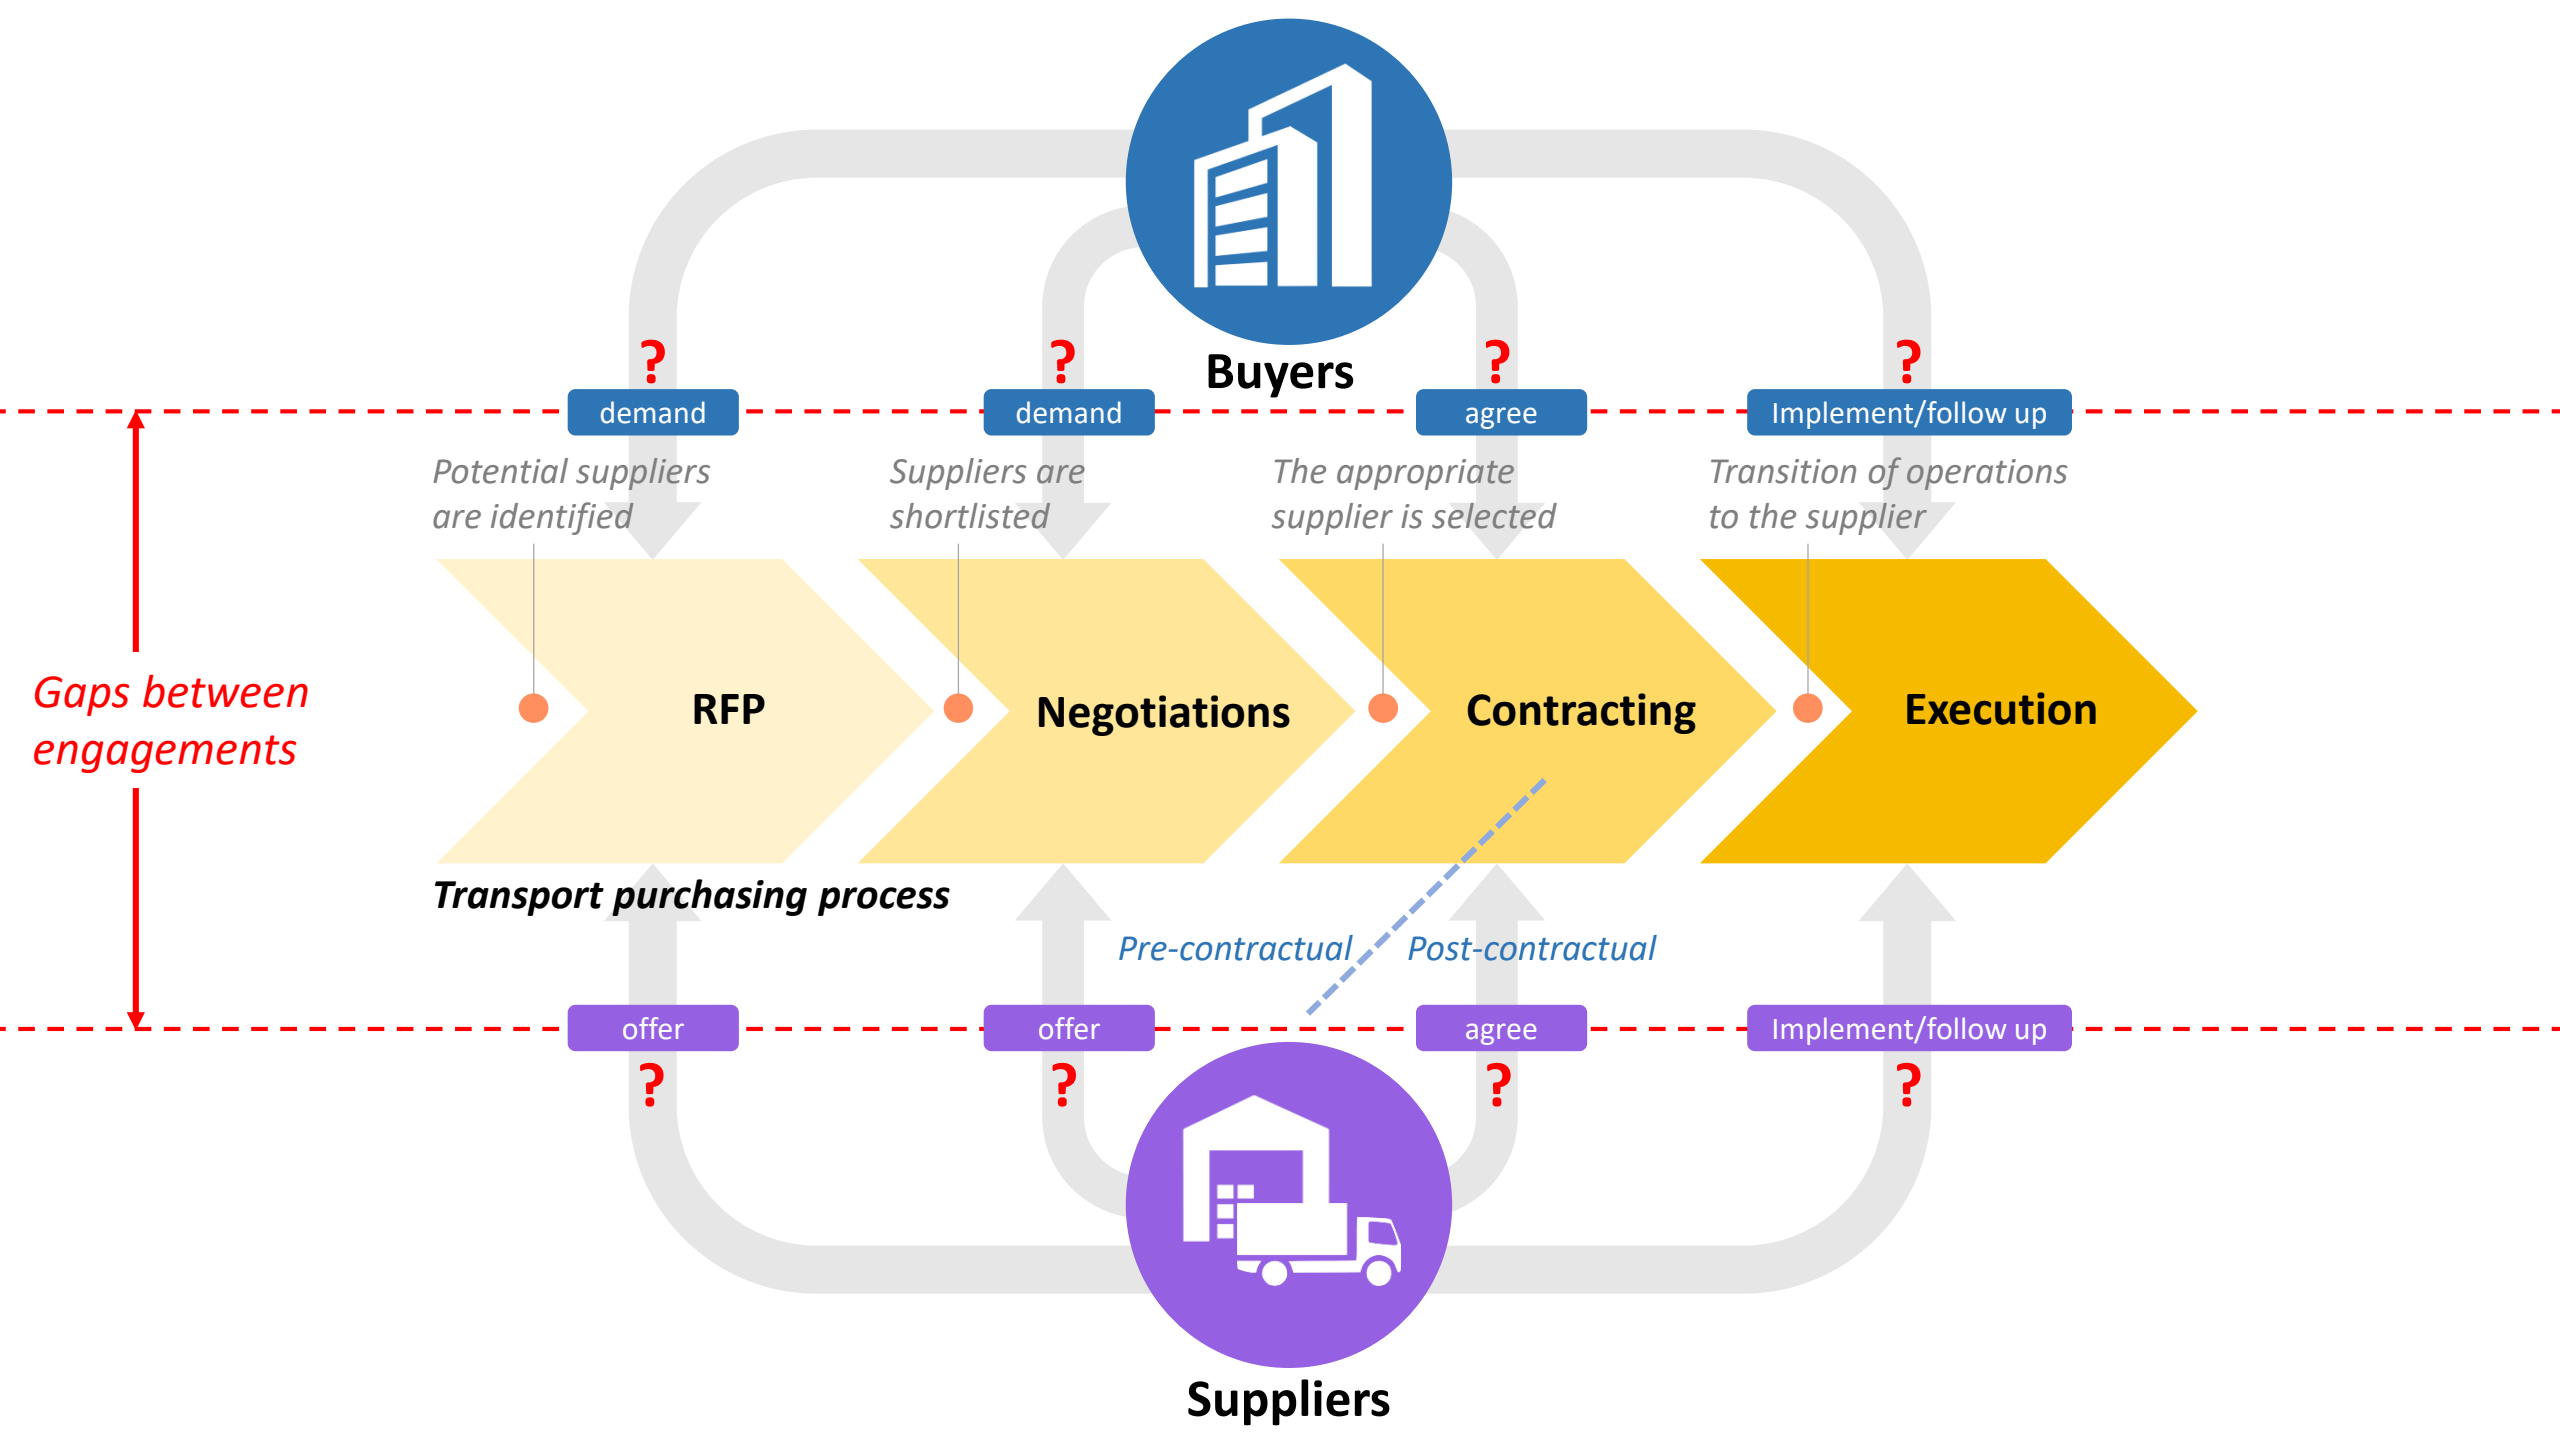 ?
?
?
?
Buyers
demand
demand
agree
Implement/follow up
Potential suppliers
are identified
Suppliers are
shortlisted
The appropriate
supplier is selected
Transition of operations
to the supplier
Gaps between
engagements
RFP
Negotiations
Contracting
Execution
Transport purchasing process
Pre-contractual
Post-contractual
offer
offer
agree
Implement/follow up
?
?
?
?
Suppliers